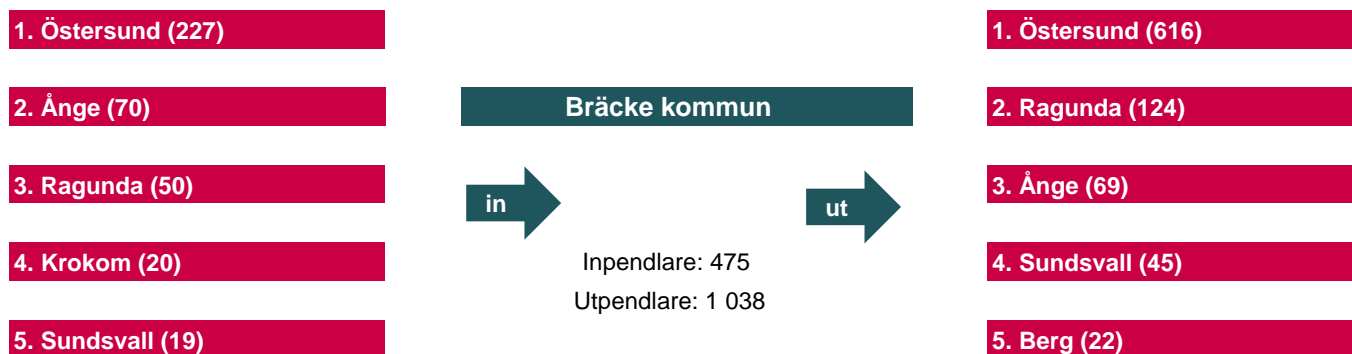 1. Östersund (227)
2. Ånge (70)
3. Ragunda (50)
4. Krokom (20)
5. Sundsvall (19)
Bräcke kommun
in
ut
Inpendlare: 475
Utpendlare: 1 038
1. Östersund (616)
2. Ragunda (124)
3. Ånge (69)
4. Sundsvall (45)
5. Berg (22)